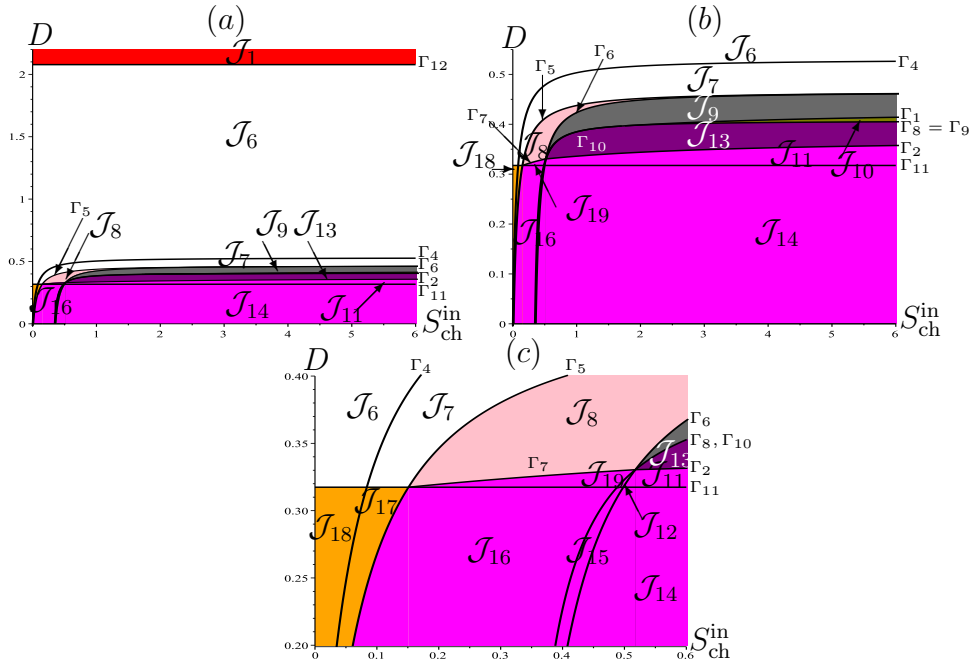 (a)
D
𝒥₁
Γ₁₂
2
1.5
𝒥₆
1
Γ₅
𝒥₈
𝒥₉
𝒥₁₃
0.5
𝒥₇
Γ₄
Γ₆
Γ₂
Γ₁₁
𝒥₁₆
𝒥₁₄
𝒥₁₁
0
0 1 2 3 4 5 6
S_ch^in
(b)
D
Γ₅
Γ₆
𝒥₆
Γ₄
0.5
𝒥₇
Γ₇
𝒥₉
Γ₁
0.4
𝒥₈
Γ₁₀
𝒥₁₃
Γ₈ = Γ₉
𝒥₁₈
𝒥₁₁
𝒥₁₀
Γ₂
Γ₁₁
0.3
𝒥₁₉
𝒥₁₆
𝒥₁₄
0.2
0.1
0
0 1 2 3 4 5 6
S_ch^in
(c)
D
Γ₄
Γ₅
0.40
𝒥₆
𝒥₇
𝒥₈
Γ₆
0.35
Γ₇
Γ₈, Γ₁₀
𝒥₁₃
𝒥₁₉
𝒥₁₁
Γ₂
Γ₁₁
𝒥₁₇
0.30
𝒥₁₈
𝒥₁₂
𝒥₁₆
𝒥₁₅
0.25
𝒥₁₄
0.20
0 0.1 0.2 0.3 0.4 0.5 0.6
S_ch^in